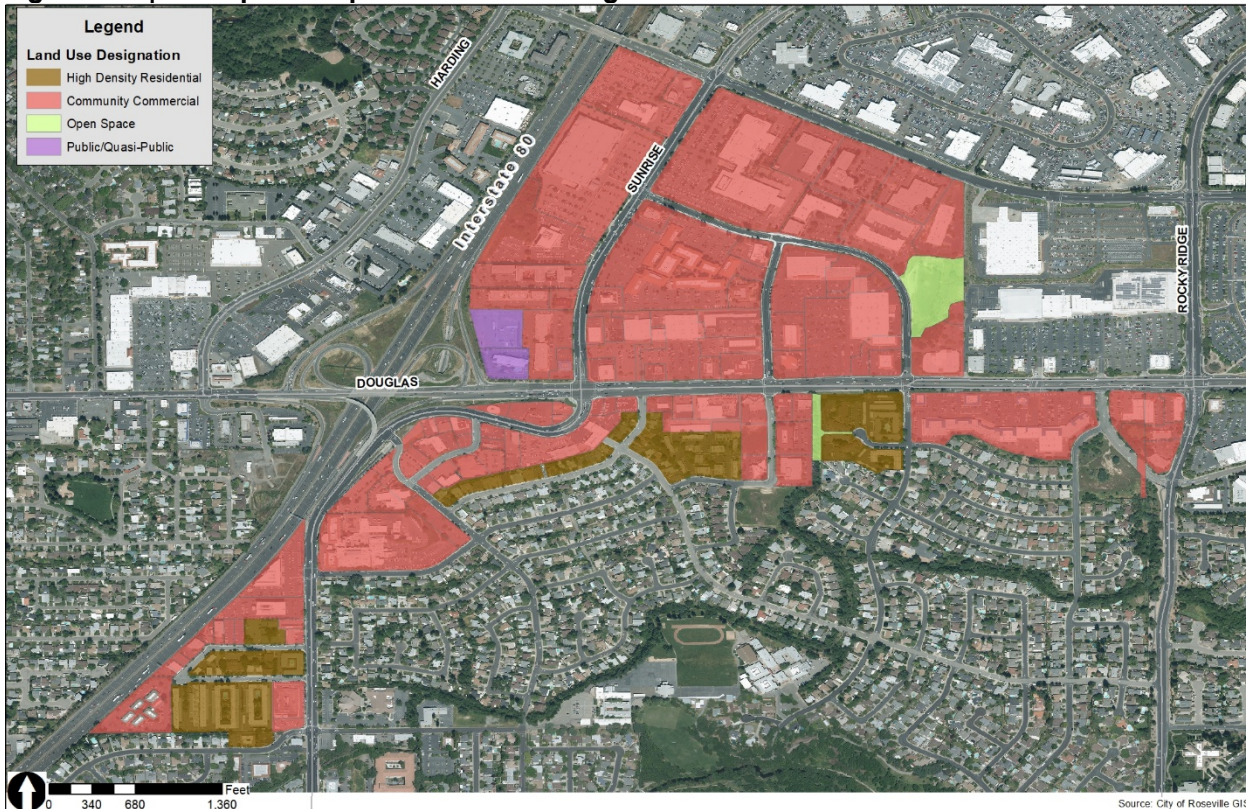 Legend
Land Use Designation
High Density Residential
Community Commercial
Open Space
Public/Quasi-Public
HARDING
Interstate 80
SUNRISE
ROCKY RIDGE
DOUGLAS
Feet
0 340 680 1.360
Source: City of Roseville GIS